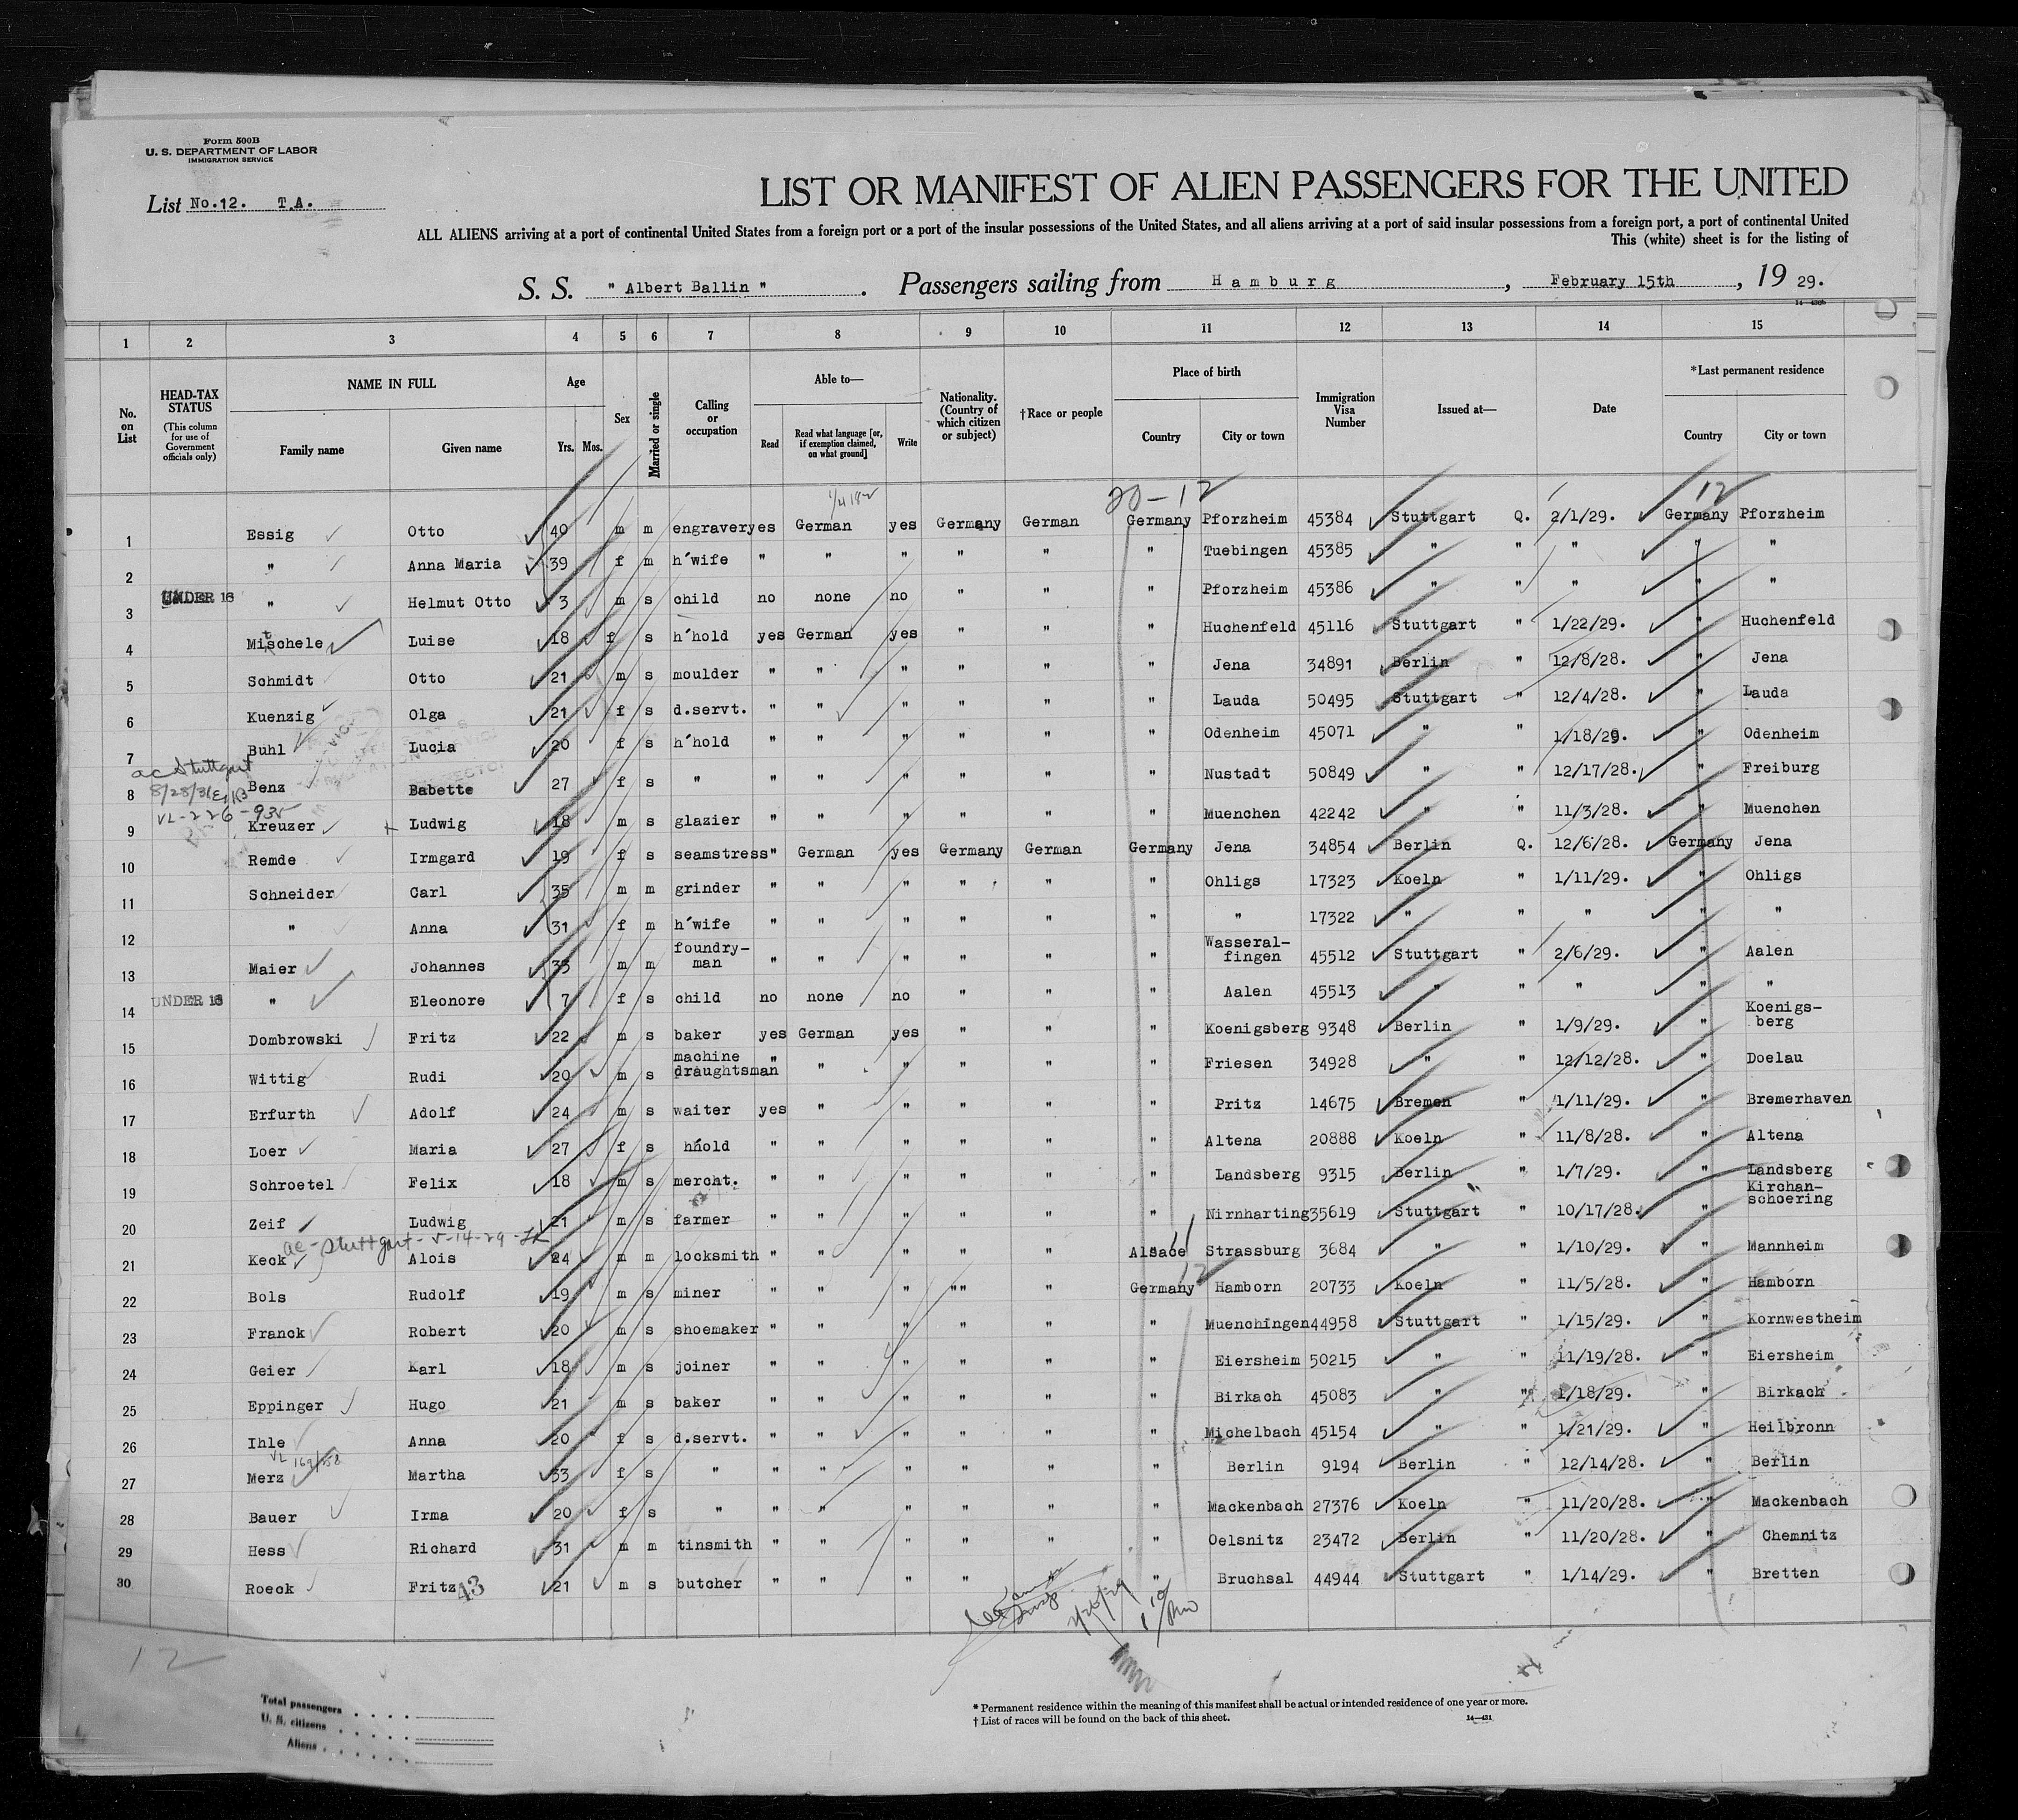 Form 500B
U. S. DEPARTMENT OF LABOR
IMMIGRATION SERVICE
List No.12. T.A.
LIST OR MANIFEST OF ALIEN PASSENGERS FOR THE UNITED
ALL ALIENS arriving at a port of continental United States from a foreign port or a port of the insular possessions of the United States, and all aliens arriving at a port of said insular possessions from a foreign port, a port of continental United
This (white) sheet is for the listing of
S. S. " Albert Ballin " . Passengers sailing from Hamburg , February 15th , 19 29.
1 2 3 4 5 6 7 8 9 10 11 12 13 14 15
No. on List
HEAD-TAX STATUS (This column for use of Government officials only)
NAME IN FULL
Family name Given name
Age
Yrs. Mos.
Sex
Married or single
Calling or occupation
Able to—
Read Read what language [or, if exemption claimed, on what ground] Write
Nationality. (Country of which citizen or subject)
†Race or people
Place of birth
Country City or town
Immigration Visa Number
Issued at—
Date
*Last permanent residence
Country City or town
20-12 12
1 Essig Otto 40 m m engraver yes German yes Germany German Germany Pforzheim 45384 Stuttgart Q. 2/1/29. Germany Pforzheim
2 " Anna Maria 39 f m h'wife " " " " " " Tuebingen 45385 " " " " "
3 UNDER 16 " Helmut Otto 3 m s child no none no " " " Pforzheim 45386 " " " " "
4 Mischele Luise 18 f s h'hold yes German yes " " " Huchenfeld 45116 Stuttgart " 1/22/29. " Huchenfeld
5 Schmidt Otto 21 m s moulder " " " " " " Jena 34891 Berlin " 12/8/28. " Jena
6 Kuenzig Olga 21 f s d.servt. " " " " " " Lauda 50495 Stuttgart " 12/4/28. " Lauda
7 Buhl Lucia 20 f s h'hold " " " " " " Odenheim 45071 " " 1/18/29. " Odenheim
ac Stuttgart
8 Benz Babette 27 f s " " " " " " " Nustadt 50849 " " 12/17/28. " Freiburg
VL-226-935
9 Kreuzer Ludwig 18 m s glazier " " " " " " Muenchen 42242 " " 11/3/28. " Muenchen
10 Remde Irmgard 19 f s seamstress " German yes Germany German Germany Jena 34854 Berlin Q. 12/6/28. Germany Jena
11 Schneider Carl 35 m m grinder " " " " " " Ohligs 17323 Koeln " 1/11/29. " Ohligs
12 " Anna 31 f m h'wife " " " " " " " 17322 " " " " "
13 Maier Johannes 33 m m foundry-man " " " " " " Wasseral-fingen 45512 Stuttgart " 2/6/29. " Aalen
14 UNDER 16 " Eleonore 7 f s child no none no " " " Aalen 45513 " " " " "
15 Dombrowski Fritz 22 m s baker yes German yes " " " Koenigsberg 9348 Berlin " 1/9/29. " Koenigs-berg
16 Wittig Rudi 20 m s machine draughtsman " " " " " " Friesen 34928 " " 12/12/28. " Doelau
17 Erfurth Adolf 24 m s waiter yes " " " " " Pritz 14675 Bremen " 1/11/29. " Bremerhaven
18 Loer Maria 27 f s h'hold " " " " " " Altena 20888 Koeln " 11/8/28. " Altena
19 Schroetel Felix 18 m s mercht. " " " " " " Landsberg 9315 Berlin " 1/7/29. " Landsberg
20 Zeif Ludwig 21 m s farmer " " " " " " Nirnharting 35619 Stuttgart " 10/17/28. " Kirchan-schoering
ac-Stuttgart-5-14-29
21 Keck Alois 24 m m locksmith " " " " " Alsace Strassburg 3684 " " 1/10/29. " Mannheim
22 Bols Rudolf 19 m s miner " " " "" " Germany Hamborn 20733 Koeln " 11/5/28. " Hamborn
23 Franck Robert 20 m s shoemaker " " " " " " Muenchingen 44958 Stuttgart " 1/15/29. " Kornwestheim
24 Geier Karl 18 m s joiner " " " " " " Eiersheim 50215 " " 11/19/28. " Eiersheim
25 Eppinger Hugo 21 m s baker " " " " " " Birkach 45083 " " 1/18/29. " Birkach
26 Ihle Anna 20 f s d.servt. " " " " " " Michelbach 45154 " " 1/21/29. " Heilbronn
27 Merz Martha 33 f s " " " " " " " Berlin 9194 Berlin " 12/14/28. " Berlin
28 Bauer Irma 20 f s " " " " " " " Mackenbach 27376 Koeln " 11/20/28. " Mackenbach
29 Hess Richard 31 m m tinsmith " " " " " " Oelsnitz 23472 Berlin " 11/20/28. " Chemnitz
30 Roeck Fritz 43 21 m s butcher " " " " " " Bruchsal 44944 Stuttgart " 1/14/29. " Bretten
12
Total passengers
U. S. citizens
Aliens
* Permanent residence within the meaning of this manifest shall be actual or intended residence of one year or more.
† List of races will be found on the back of this sheet.
14—431